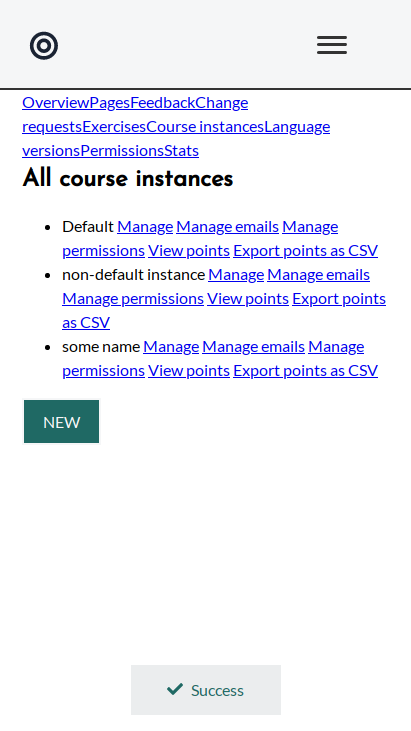 OverviewPagesFeedbackChange
requestsExercisesCourse instancesLanguage
versionsPermissionsStats
All course instances
Default Manage Manage emails Manage
permissions View points Export points as CSV
non-default instance Manage Manage emails
Manage permissions View points Export points
as CSV
some name Manage Manage emails Manage
permissions View points Export points as CSV
NEW
Success